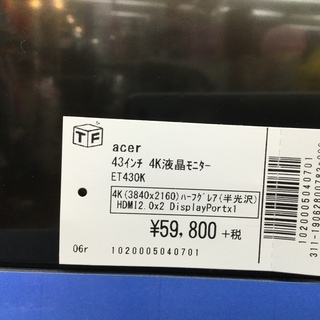 TF
acer
43インチ 4K液晶モニター
ET430K
4K(3840x2160)ハーフグレア(半光沢)
HDMI2.0x2 DisplayPortx1
¥59,800 +税
06r 1020005040701
1020005040701